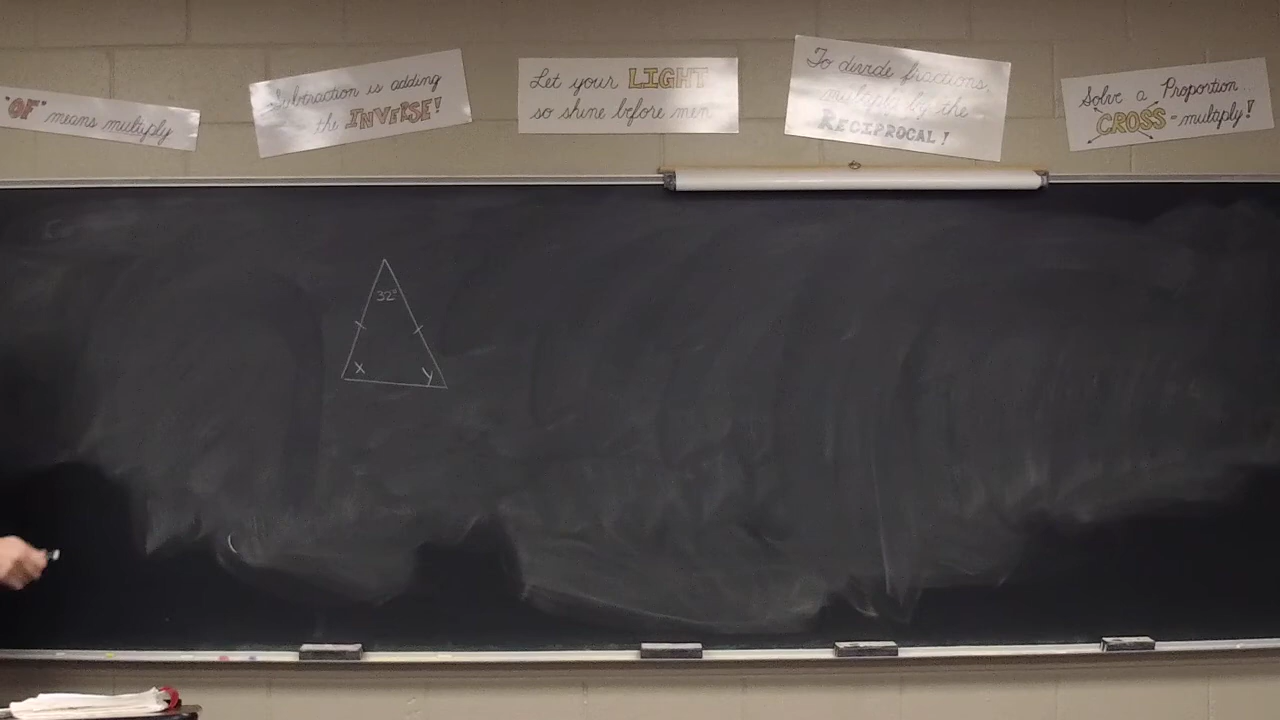 "OF" means multiply
Subtraction is adding
the INVERSE!
Let your LIGHT
so shine before men
To divide fractions,
multiply by the
RECIPROCAL!
Solve a Proportion...
CROSS-multiply!
32°
x
y